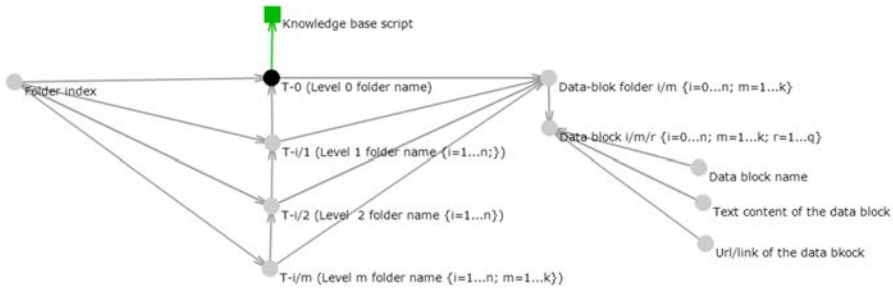 Knowledge base script
Folder index
T-0 (Level 0 folder name)
Data-blok folder i/m {i=0...n; m=1...k}
T-i/1 (Level 1 folder name {i=1...n;})
Data block i/m/r {i=0...n; m=1...k; r=1...q}
Data block name
T-i/2 (Level  2 folder name {i=1...n})
Text content of the data block
Url/link of the data bkock
T-i/m (Level m folder name {i=1...n; m=1...k})